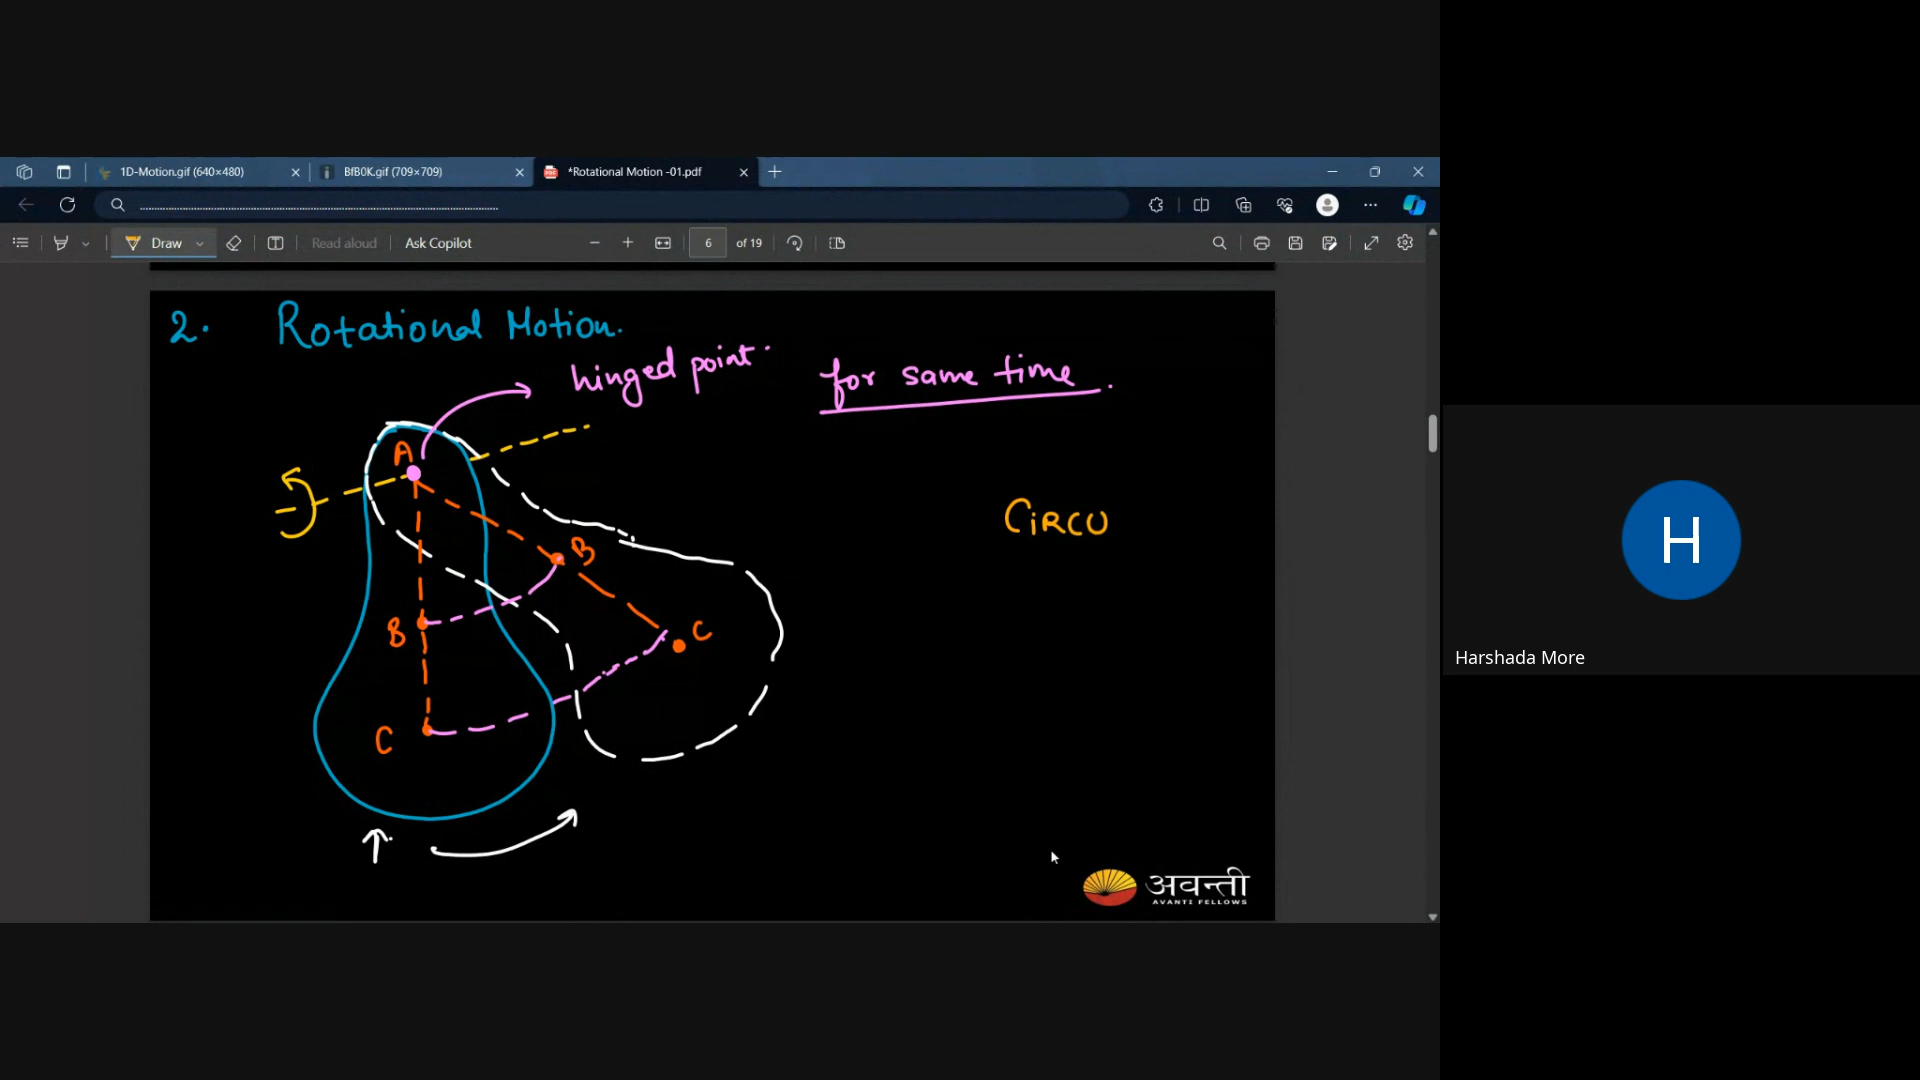 1D-Motion.gif (640×480)
BfB0K.gif (709×709)
*Rotational Motion -01.pdf
Draw
Read aloud
Ask Copilot
6
of 19
2. Rotational Motion.
hinged point.
for same time.
A
CIRCU
B
B
C
C
अवन्ती
AVANTI FELLOWS
H
Harshada More